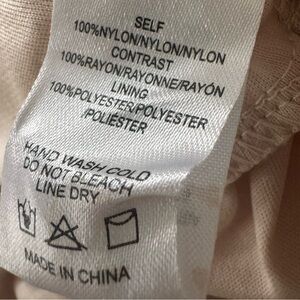 SELF
100%NYLON/NYLON/NYLON
CONTRAST
100%RAYON/RAYONNE/RAYÓN
LINING
100%POLYESTER/POLYESTER
/POLIÉSTER
HAND WASH COLD
DO NOT BLEACH
LINE DRY
MADE IN CHINA